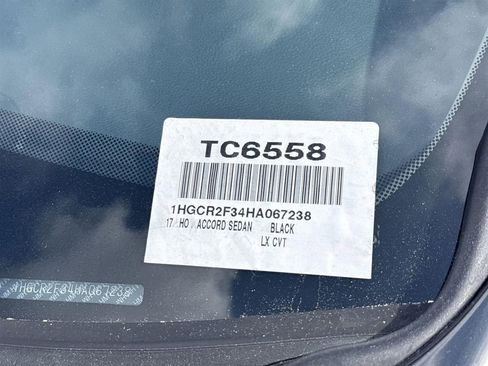 TC6558
1HGCR2F34HA067238
17 HO ACCORD SEDAN BLACK
LX CVT
1HGCR2F34HA067238